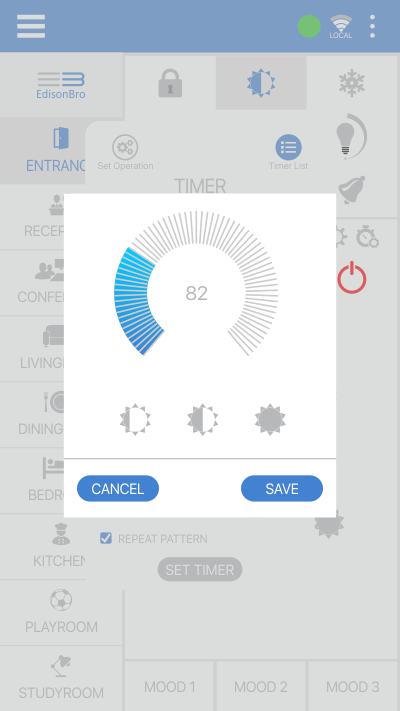 LOCAL
EdisonBro
Set Operation
Timer List
ENTRANC
TIMER
RECEP
CONFE
LIVING
DINING
BEDR
KITCHEN
PLAYROOM
STUDYROOM
82
CANCEL
SAVE
REPEAT PATTERN
SET TIMER
MOOD 1
MOOD 2
MOOD 3